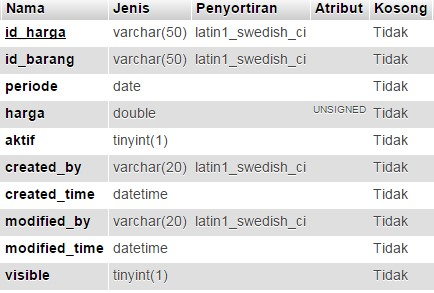 Nama Jenis Penyortiran Atribut Kosong
id_harga varchar(50) latin1_swedish_ci Tidak
id_barang varchar(50) latin1_swedish_ci Tidak
periode date Tidak
harga double UNSIGNED Tidak
aktif tinyint(1) Tidak
created_by varchar(20) latin1_swedish_ci Tidak
created_time datetime Tidak
modified_by varchar(20) latin1_swedish_ci Tidak
modified_time datetime Tidak
visible tinyint(1) Tidak